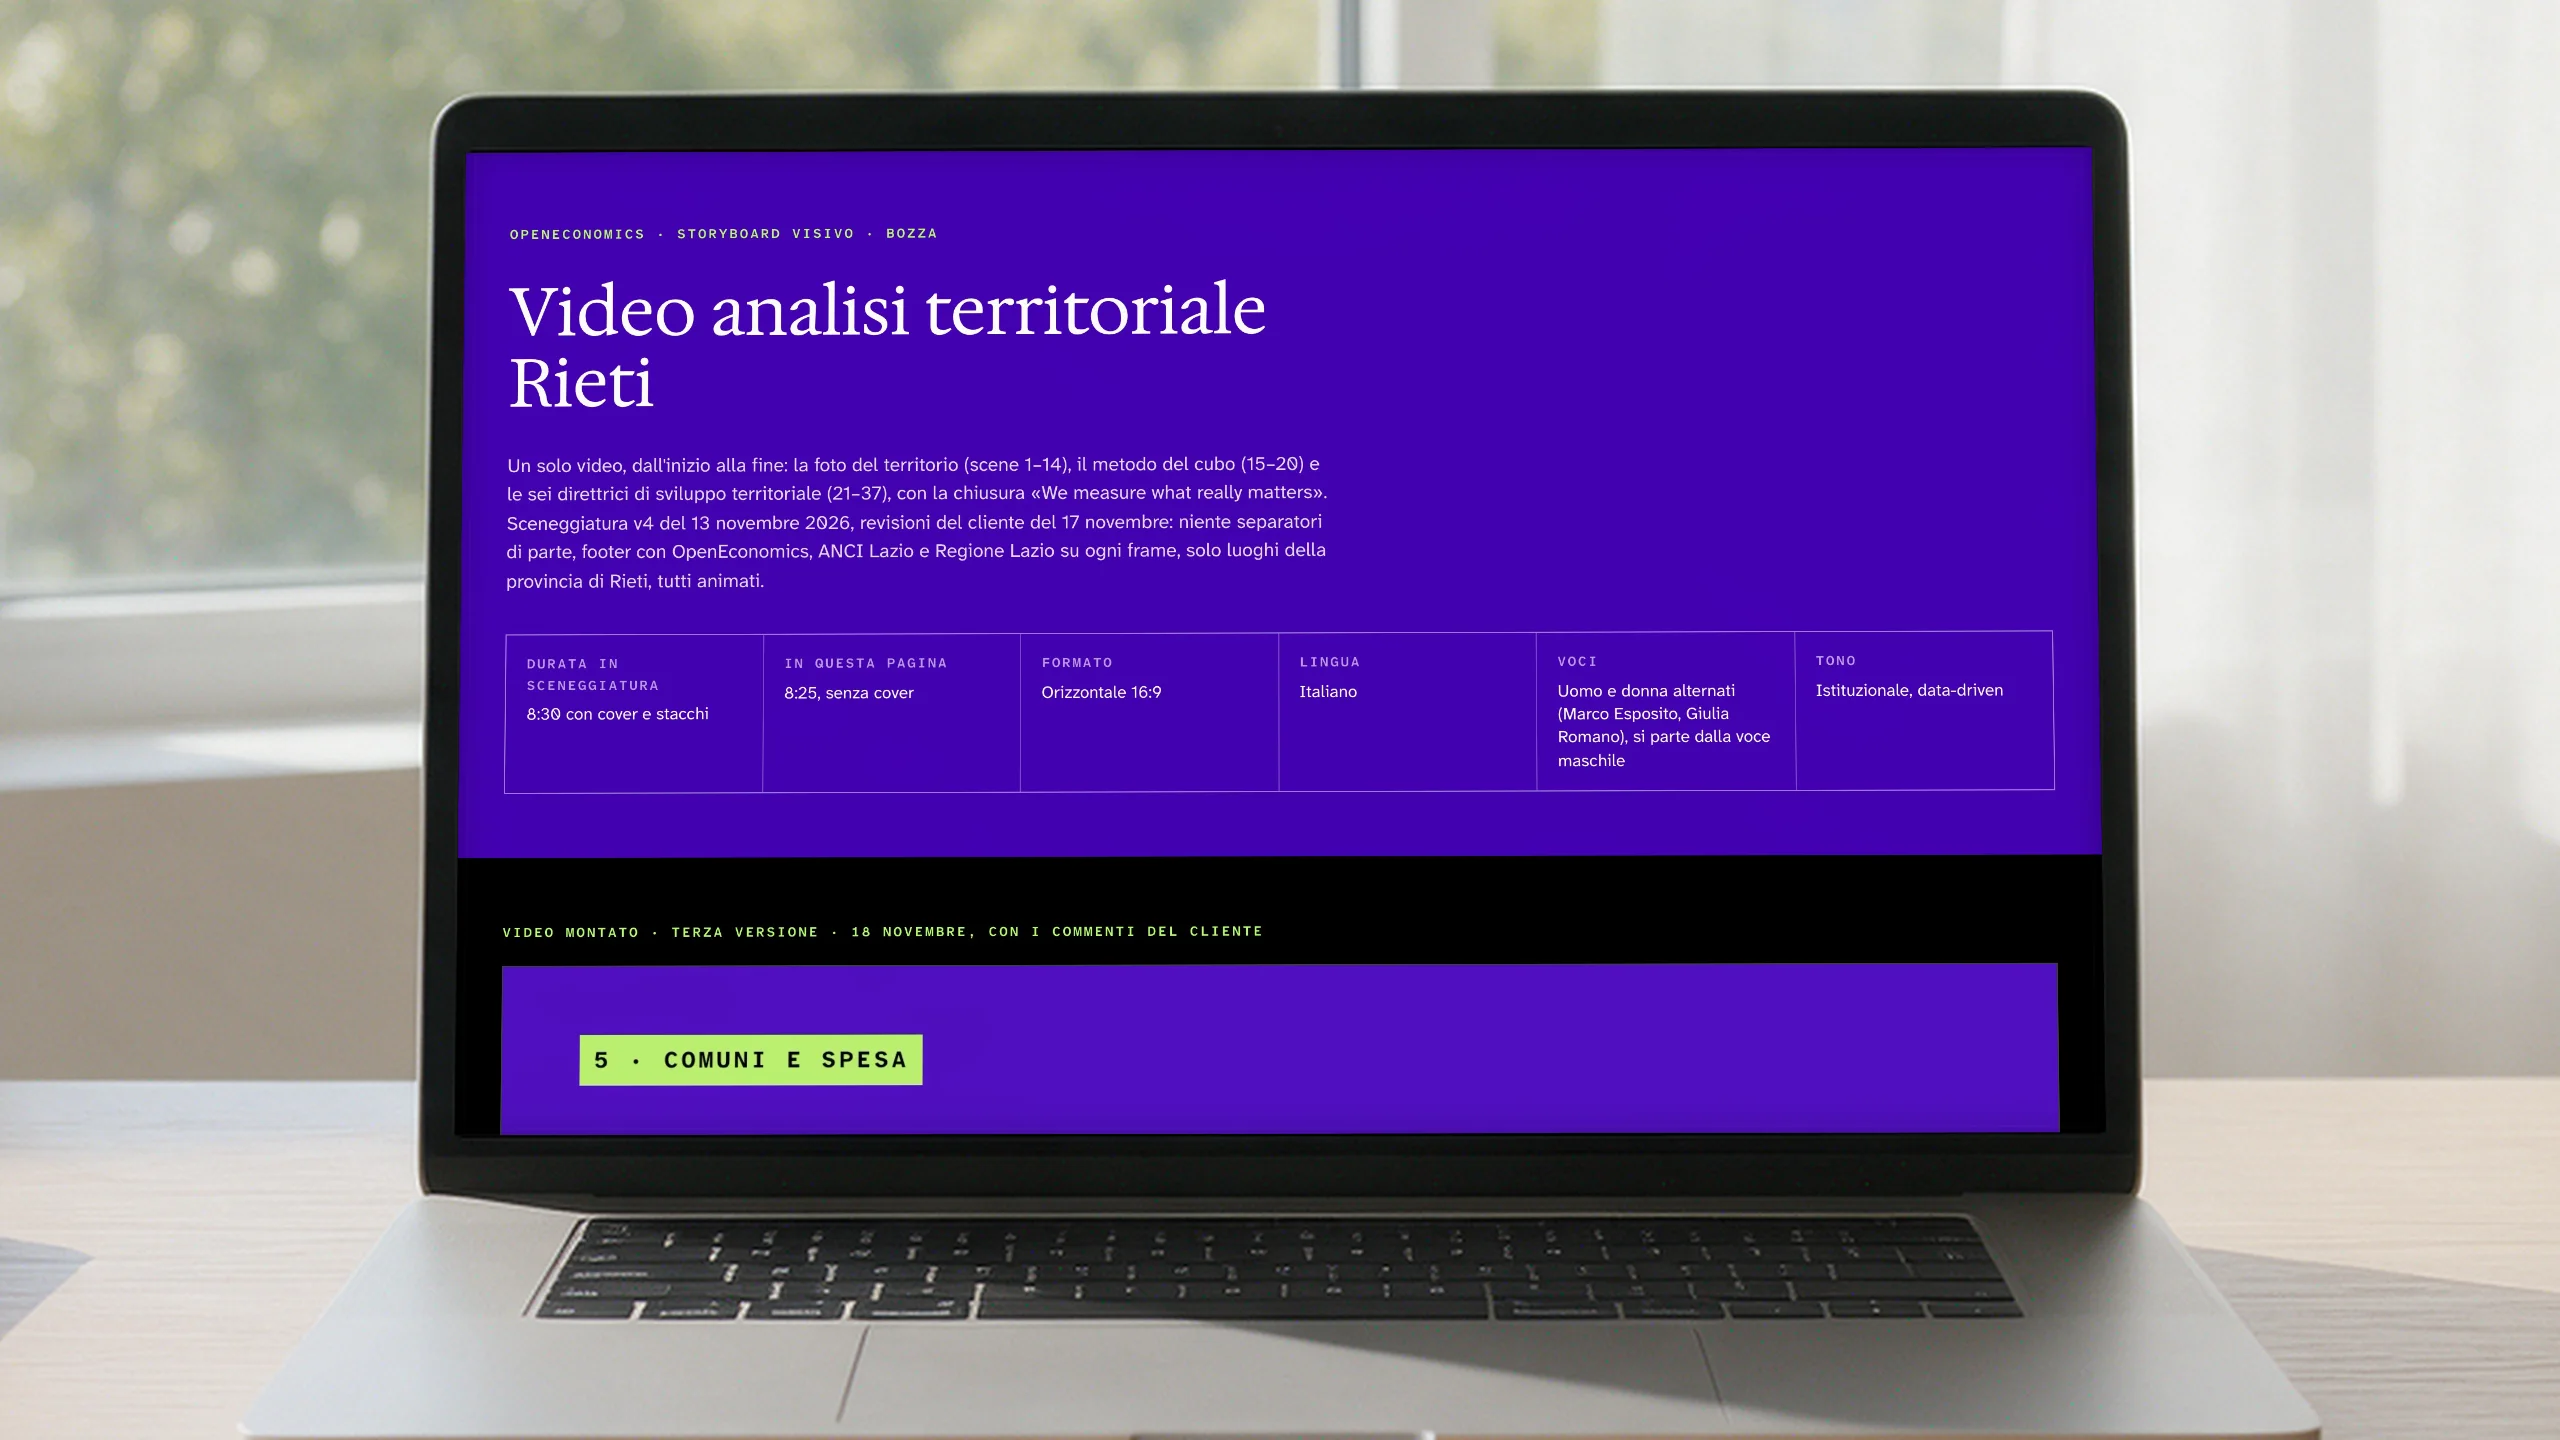 OPENECONOMICS · STORYBOARD VISIVO · BOZZA
Video analisi territoriale
Rieti
Un solo video, dall'inizio alla fine: la foto del territorio (scene 1–14), il metodo del cubo (15–20) e
le sei direttrici di sviluppo territoriale (21–37), con la chiusura «We measure what really matters».
Sceneggiatura v4 del 13 novembre 2026, revisioni del cliente del 17 novembre: niente separatori
di parte, footer con OpenEconomics, ANCI Lazio e Regione Lazio su ogni frame, solo luoghi della
provincia di Rieti, tutti animati.
DURATA IN
SCENEGGIATURA
8:30 con cover e stacchi
IN QUESTA PAGINA
8:25, senza cover
FORMATO
Orizzontale 16:9
LINGUA
Italiano
VOCI
Uomo e donna alternati
(Marco Esposito, Giulia
Romano), si parte dalla voce
maschile
TONO
Istituzionale, data-driven
VIDEO MONTATO · TERZA VERSIONE · 18 NOVEMBRE, CON I COMMENTI DEL CLIENTE
5 · COMUNI E SPESA